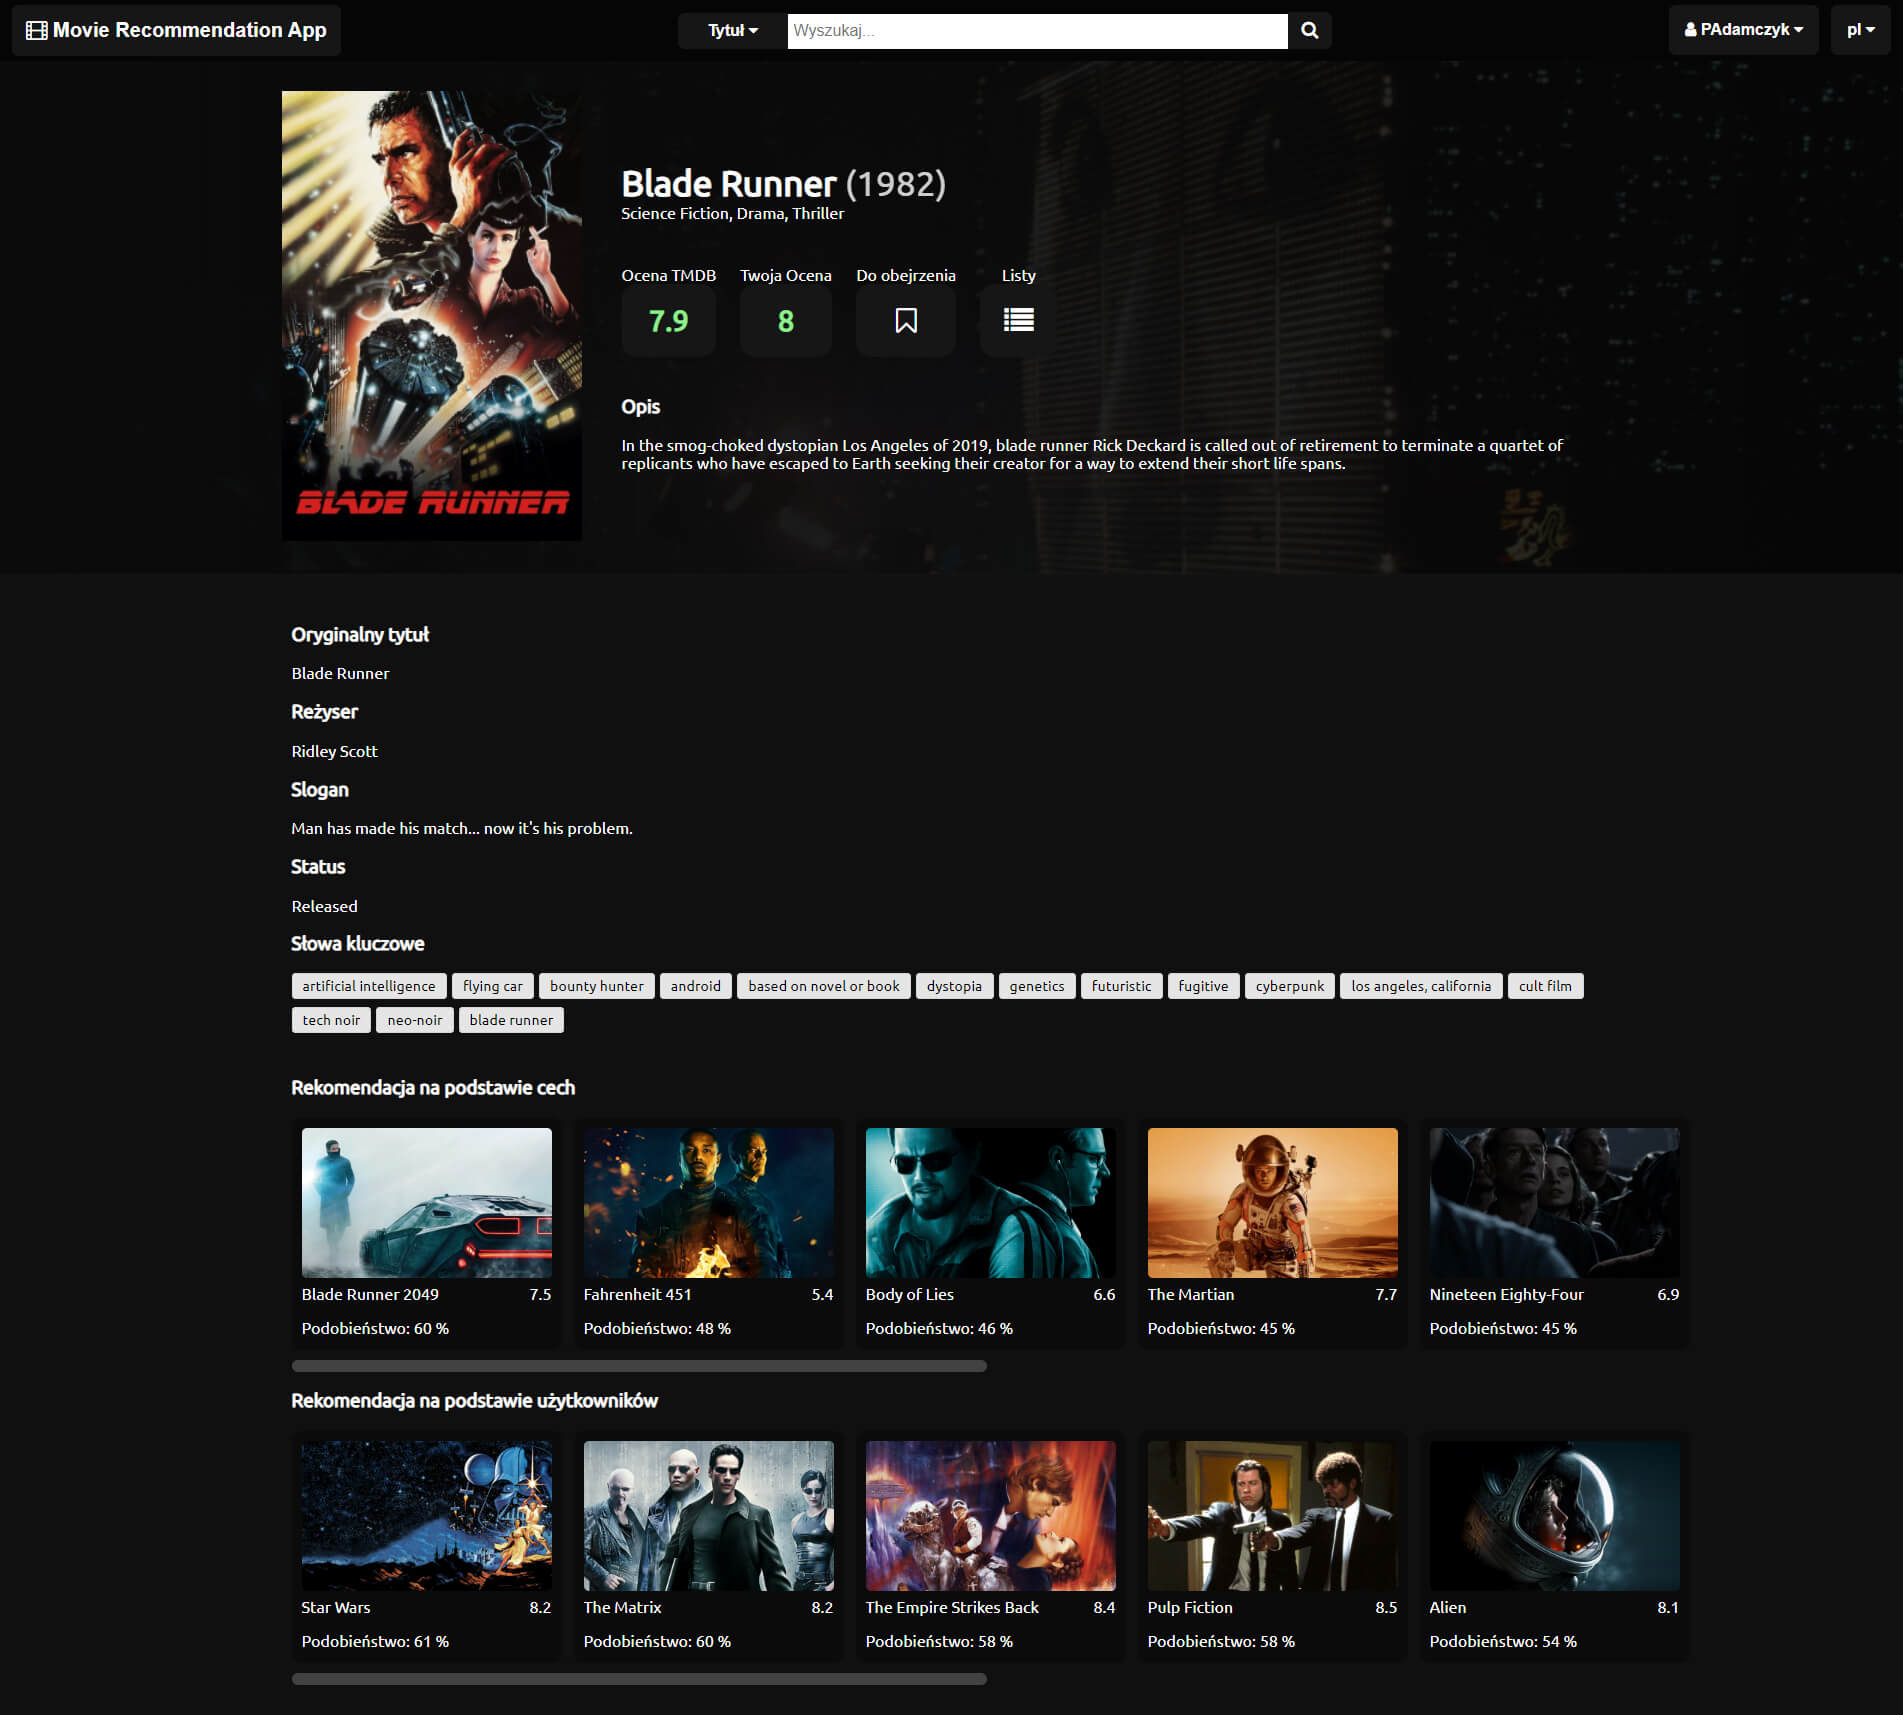 Movie Recommendation App
Tytuł
Wyszukaj...
PAdamczyk
pl
BLADE RUNNER
Blade Runner (1982)
Science Fiction, Drama, Thriller
Ocena TMDB Twoja Ocena Do obejrzenia Listy
7.9 8
Opis
In the smog-choked dystopian Los Angeles of 2019, blade runner Rick Deckard is called out of retirement to terminate a quartet of
replicants who have escaped to Earth seeking their creator for a way to extend their short life spans.
Oryginalny tytuł
Blade Runner
Reżyser
Ridley Scott
Slogan
Man has made his match... now it's his problem.
Status
Released
Słowa kluczowe
artificial intelligence flying car bounty hunter android based on novel or book dystopia genetics futuristic fugitive cyberpunk los angeles, california cult film
tech noir neo-noir blade runner
Rekomendacja na podstawie cech
Blade Runner 2049 7.5 Fahrenheit 451 5.4 Body of Lies 6.6 The Martian 7.7 Nineteen Eighty-Four 6.9
Podobieństwo: 60 % Podobieństwo: 48 % Podobieństwo: 46 % Podobieństwo: 45 % Podobieństwo: 45 %
Rekomendacja na podstawie użytkowników
Star Wars 8.2 The Matrix 8.2 The Empire Strikes Back 8.4 Pulp Fiction 8.5 Alien 8.1
Podobieństwo: 61 % Podobieństwo: 60 % Podobieństwo: 58 % Podobieństwo: 58 % Podobieństwo: 54 %